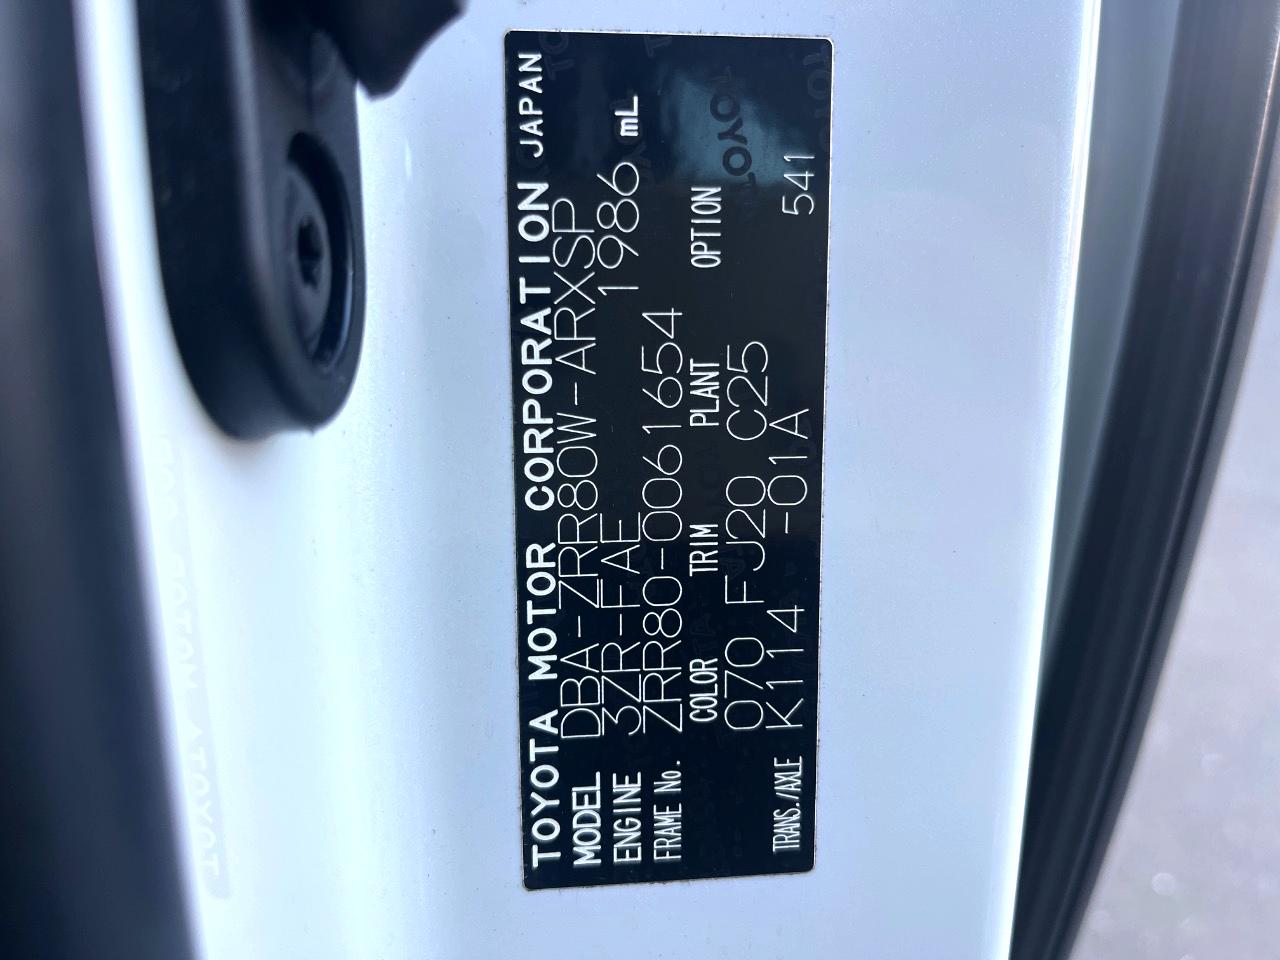 TOYOTA MOTOR CORPORATION JAPAN
MODEL DBA-ZRR80W-ARXSP
ENGINE 3ZR-FAE 1986 mL
FRAME No. ZRR80-0061654
COLOR TRIM PLANT OPTION
070 FJ20 C25
TRANS./AXLE K114 -01A 541